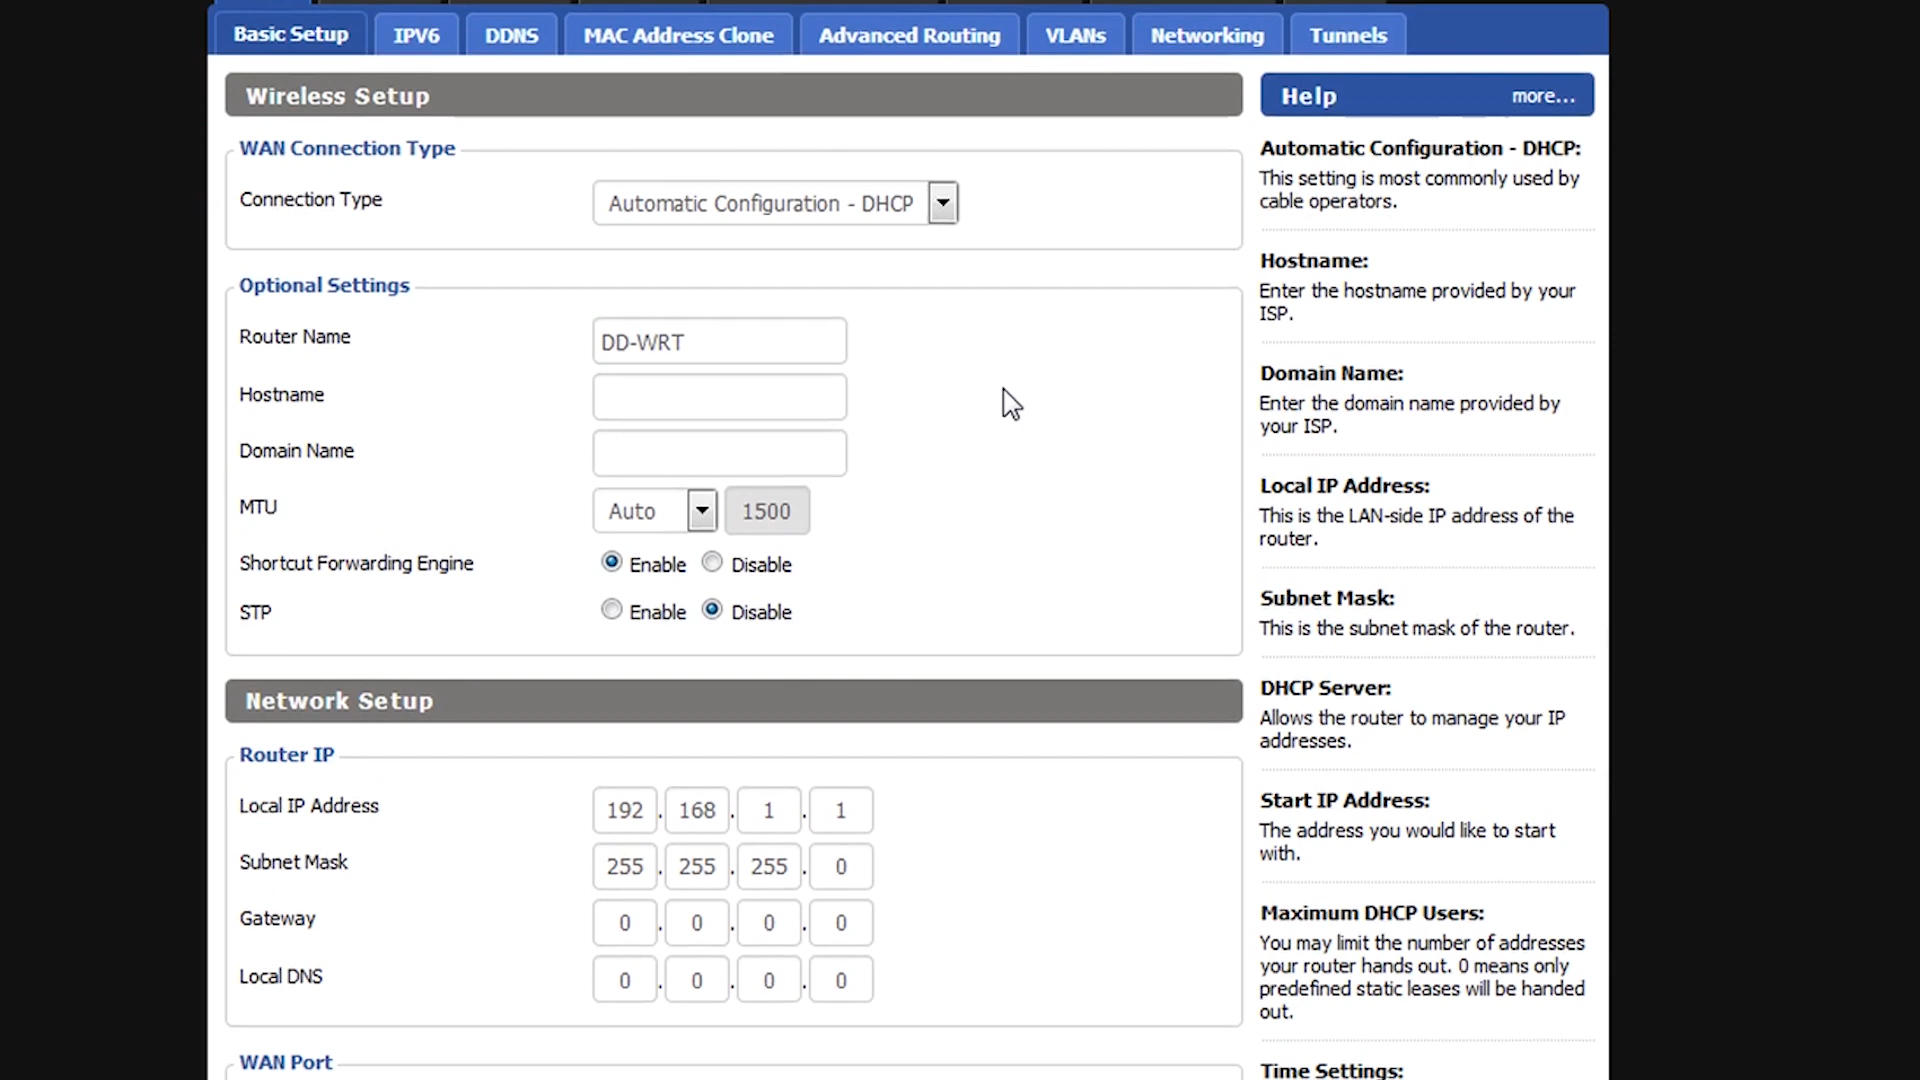 Basic Setup IPV6 DDNS MAC Address Clone Advanced Routing VLANs Networking Tunnels
Wireless Setup
WAN Connection Type
Connection Type Automatic Configuration - DHCP
Optional Settings
Router Name DD-WRT
Hostname
Domain Name
MTU Auto 1500
Shortcut Forwarding Engine Enable Disable
STP Enable Disable
Network Setup
Router IP
Local IP Address 192 . 168 . 1 . 1
Subnet Mask 255 . 255 . 255 . 0
Gateway 0 . 0 . 0 . 0
Local DNS 0 . 0 . 0 . 0
WAN Port
Help more...
Automatic Configuration - DHCP:
This setting is most commonly used by
cable operators.
Hostname:
Enter the hostname provided by your
ISP.
Domain Name:
Enter the domain name provided by
your ISP.
Local IP Address:
This is the LAN-side IP address of the
router.
Subnet Mask:
This is the subnet mask of the router.
DHCP Server:
Allows the router to manage your IP
addresses.
Start IP Address:
The address you would like to start
with.
Maximum DHCP Users:
You may limit the number of addresses
your router hands out. 0 means only
predefined static leases will be handed
out.
Time Settings: